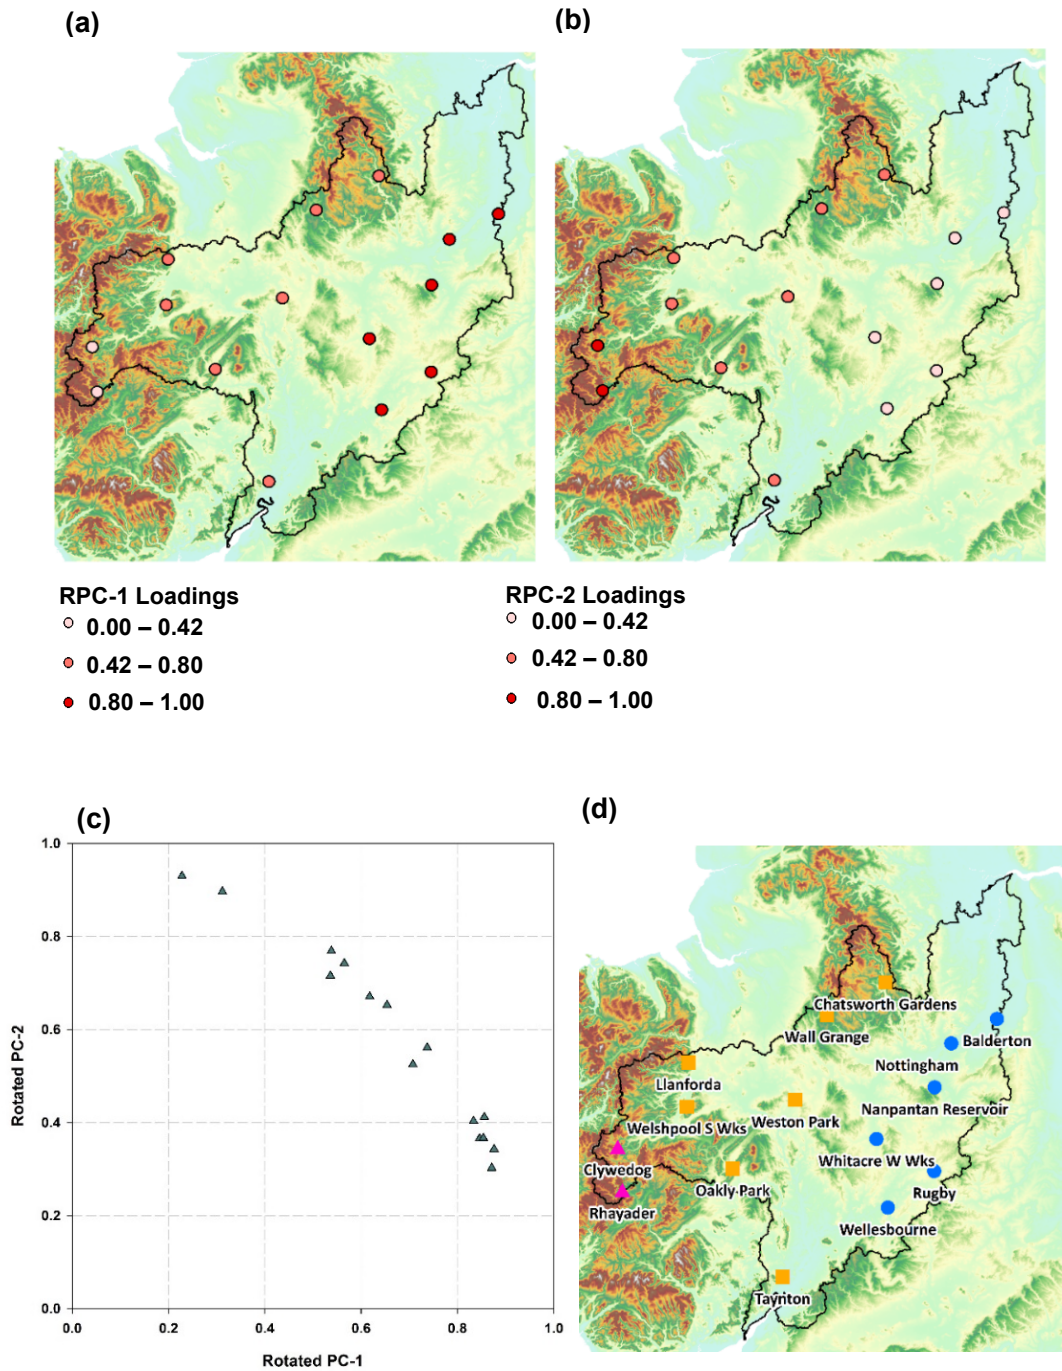 (a)
(b)
RPC-1 Loadings
0.00 – 0.42
0.42 – 0.80
0.80 – 1.00
RPC-2 Loadings
0.00 – 0.42
0.42 – 0.80
0.80 – 1.00
(c)
1.0
0.8
0.6
0.4
0.2
0.0
Rotated PC-2
0.0
0.2
0.4
0.6
0.8
1.0
Rotated PC-1
(d)
Chatsworth Gardens
Wall Grange
Balderton
Nottingham
Llanforda
Nanpantan Reservoir
Weston Park
Welshpool S Wks
Whitacre W Wks
Clywedog
Oakly Park
Rugby
Rhayader
Wellesbourne
Taynton